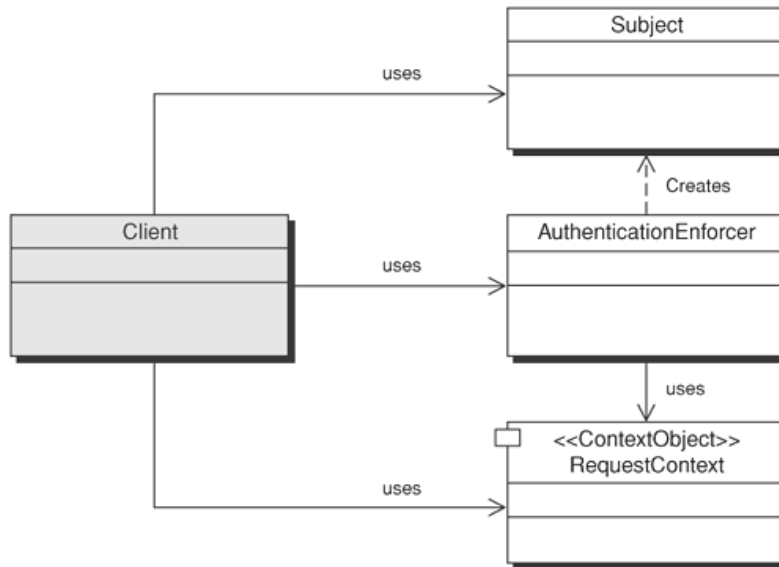 Subject
uses
Creates
Client
AuthenticationEnforcer
uses
uses
<<ContextObject>>
RequestContext
uses